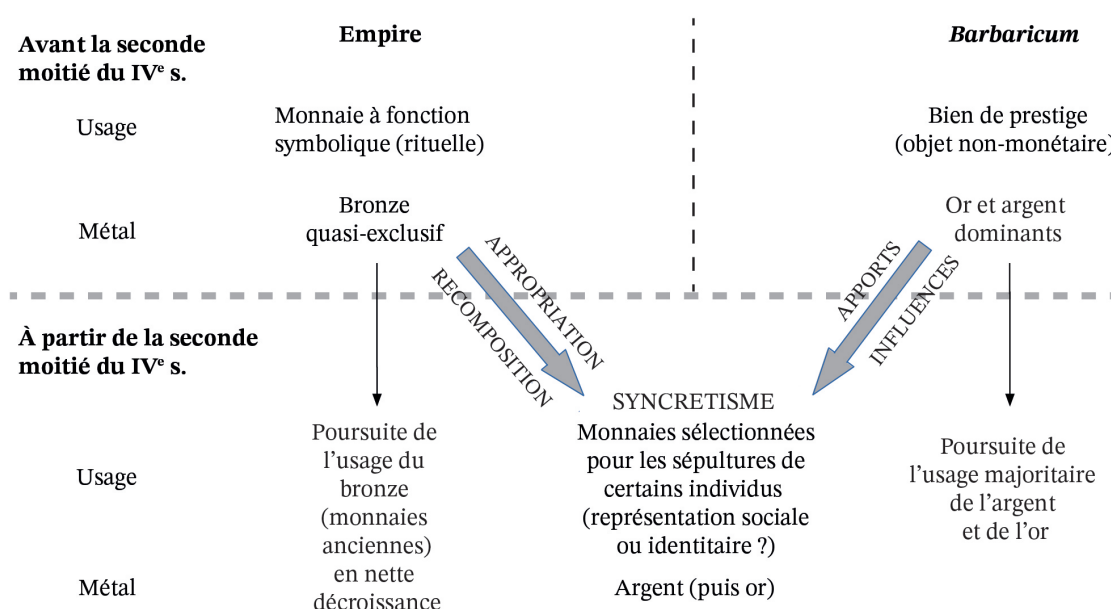 Empire
Barbaricum
Avant la seconde
moitié du IVe s.
Usage
Monnaie à fonction
symbolique (rituelle)
Bien de prestige
(objet non-monétaire)
Métal
Bronze
quasi-exclusif
Or et argent
dominants
APPROPRIATION
RECOMPOSITION
APPORTS
INFLUENCES
À partir de la seconde
moitié du IVe s.
SYNCRETISME
Usage
Poursuite de
l’usage du
bronze
(monnaies
anciennes)
en nette
décroissance
Monnaies sélectionnées
pour les sépultures de
certains individus
(représentation sociale
ou identitaire ?)
Poursuite de
l’usage majoritaire
de l’argent
et de l’or
Métal
Argent (puis or)